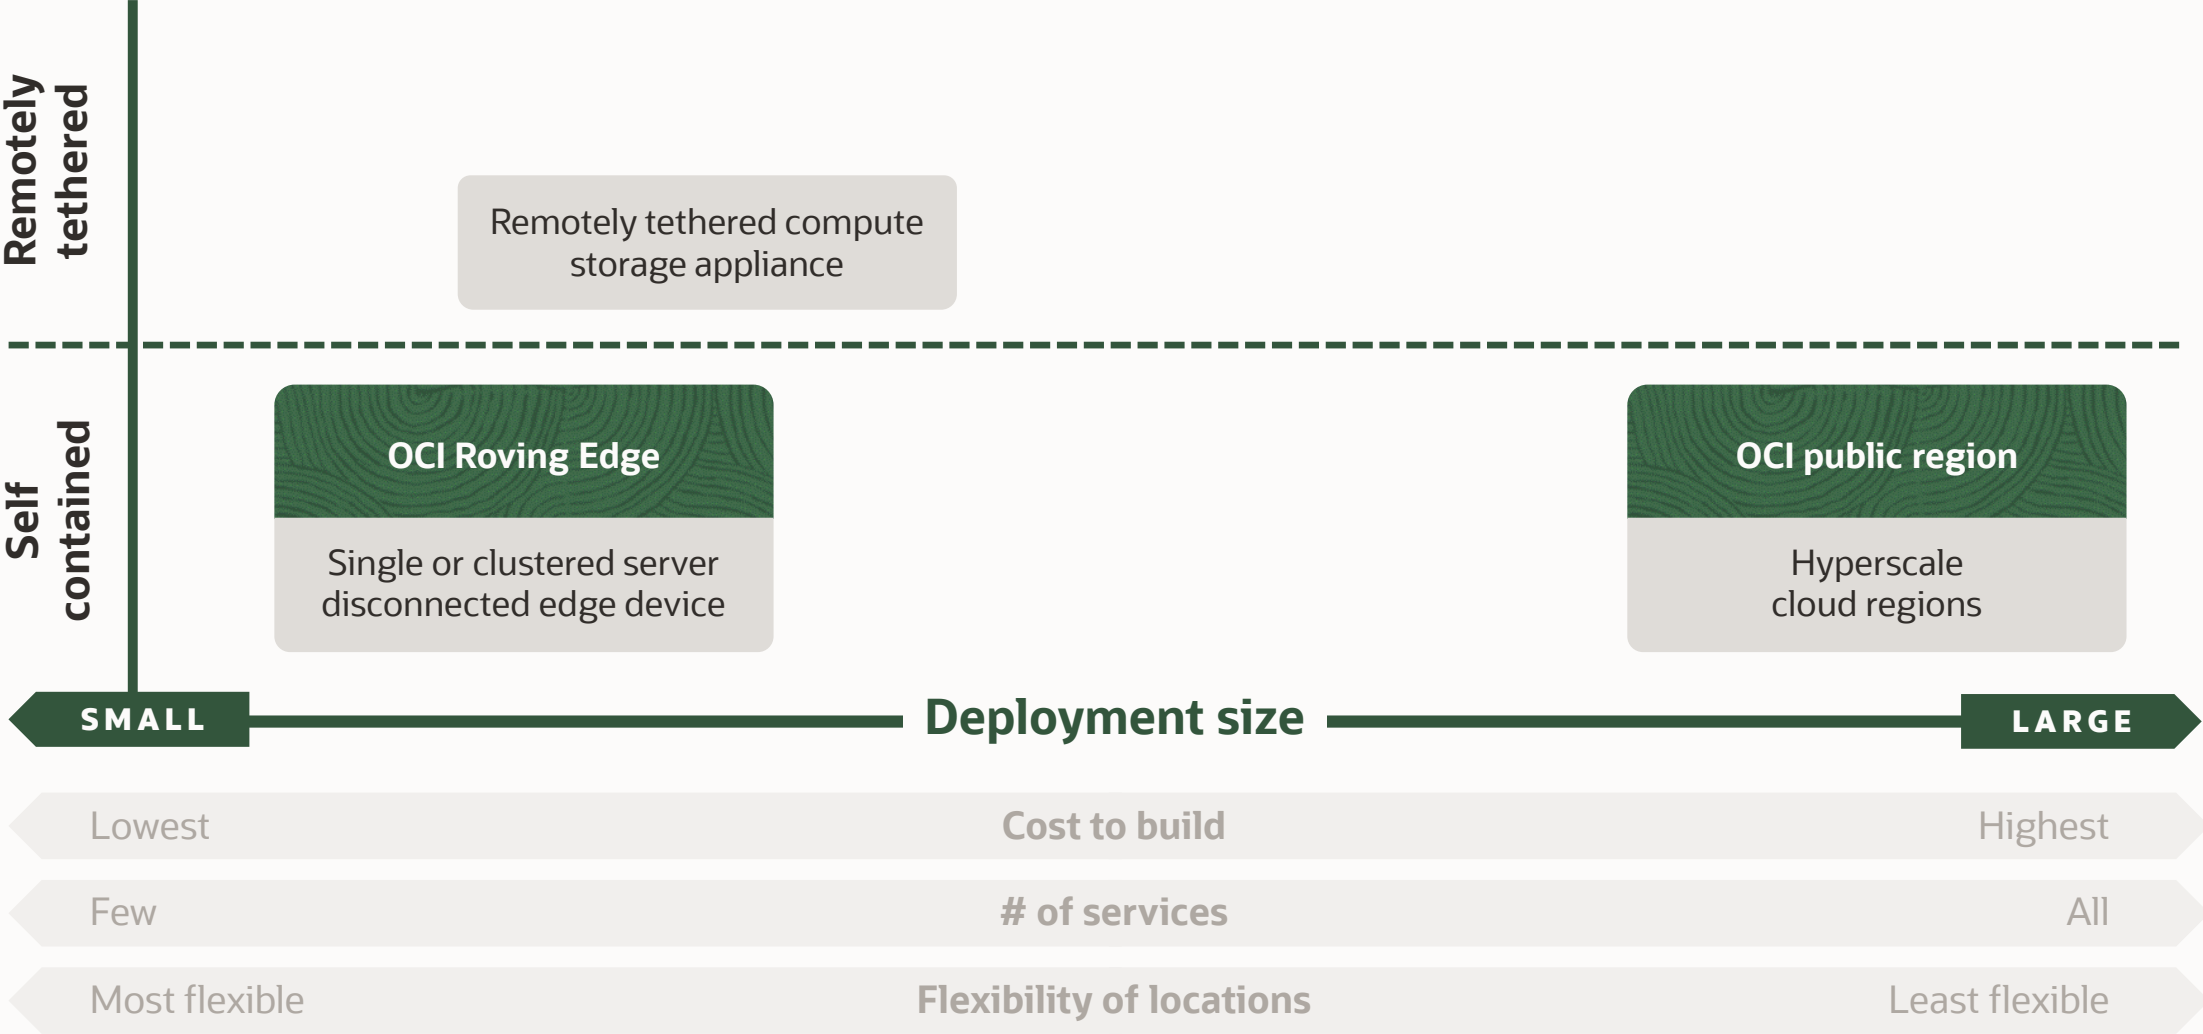 Remotely
tethered
Remotely tethered compute
storage appliance
Self
contained
OCI Roving Edge
Single or clustered server
disconnected edge device
OCI public region
Hyperscale
cloud regions
SMALL
Deployment size
LARGE
Lowest
Cost to build
Highest
Few
# of services
All
Most flexible
Flexibility of locations
Least flexible